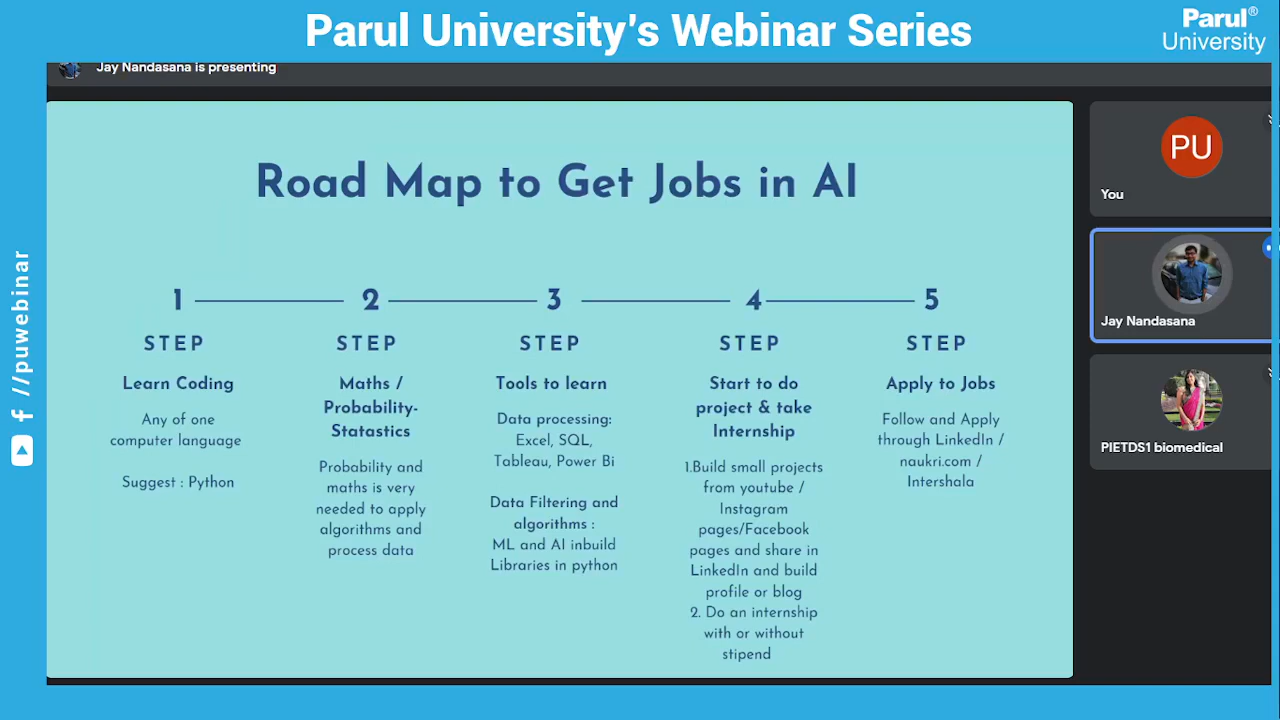 Parul University's Webinar Series
Parul®
University
Jay Nandasana is presenting
Road Map to Get Jobs in AI
1
STEP
Learn Coding
Any of one
computer language
Suggest : Python
2
STEP
Maths /
Probability-
Statastics
Probability and
maths is very
needed to apply
algorithms and
process data
3
STEP
Tools to learn
Data processing:
Excel, SQL,
Tableau, Power Bi
Data Filtering and
algorithms :
ML and AI inbuild
Libraries in python
4
STEP
Start to do
project & take
Internship
1.Build small projects
from youtube /
Instagram
pages/Facebook
pages and share in
LinkedIn and build
profile or blog
2. Do an internship
with or without
stipend
5
STEP
Apply to Jobs
Follow and Apply
through LinkedIn /
naukri.com /
Intershala
PU
You
Jay Nandasana
PIETDS1 biomedical
//puwebinar